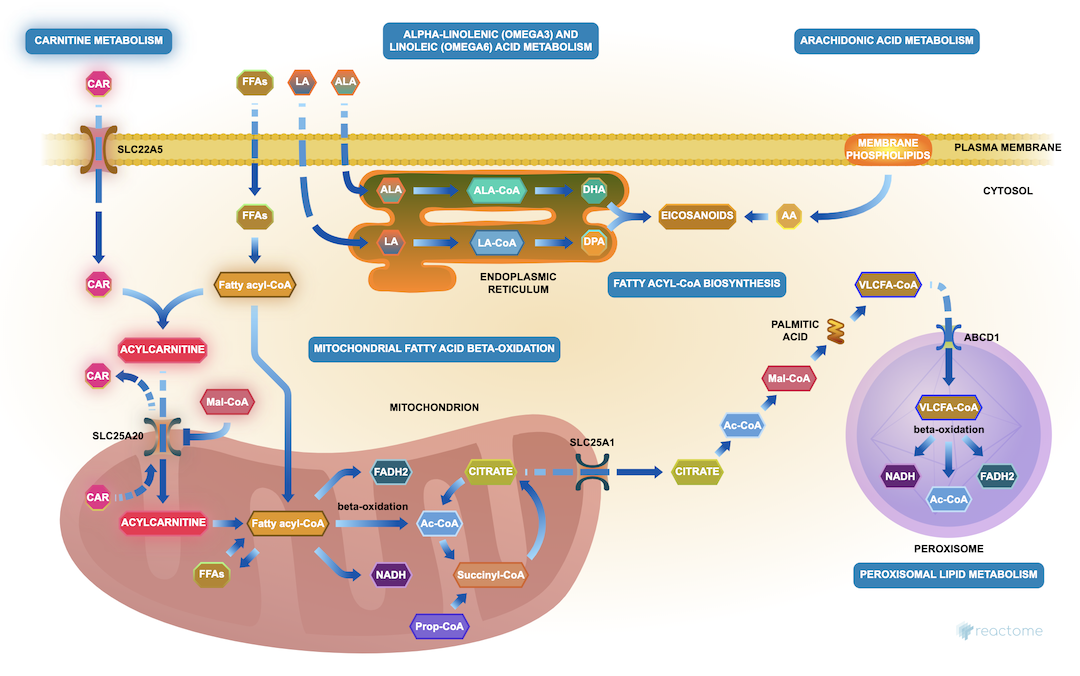 CARNITINE METABOLISM
ALPHA-LINOLENIC (OMEGA3) AND
LINOLEIC (OMEGA6) ACID METABOLISM
ARACHIDONIC ACID METABOLISM
CAR
FFAs
LA
ALA
SLC22A5
MEMBRANE
PHOSPHOLIPIDS
PLASMA MEMBRANE
CYTOSOL
ALA
ALA-CoA
DHA
FFAs
EICOSANOIDS
AA
LA
LA-CoA
DPA
ENDOPLASMIC
RETICULUM
CAR
Fatty acyl-CoA
FATTY ACYL-CoA BIOSYNTHESIS
VLCFA-CoA
PALMITIC
ACID
ABCD1
ACYLCARNITINE
MITOCHONDRIAL FATTY ACID BETA-OXIDATION
CAR
Mal-CoA
Mal-CoA
MITOCHONDRION
VLCFA-CoA
beta-oxidation
SLC25A20
SLC25A1
Ac-CoA
FADH2
CITRATE
CITRATE
NADH
FADH2
Ac-CoA
CAR
beta-oxidation
ACYLCARNITINE
Fatty acyl-CoA
Ac-CoA
PEROXISOME
FFAs
NADH
Succinyl-CoA
PEROXISOMAL LIPID METABOLISM
Prop-CoA
reactome